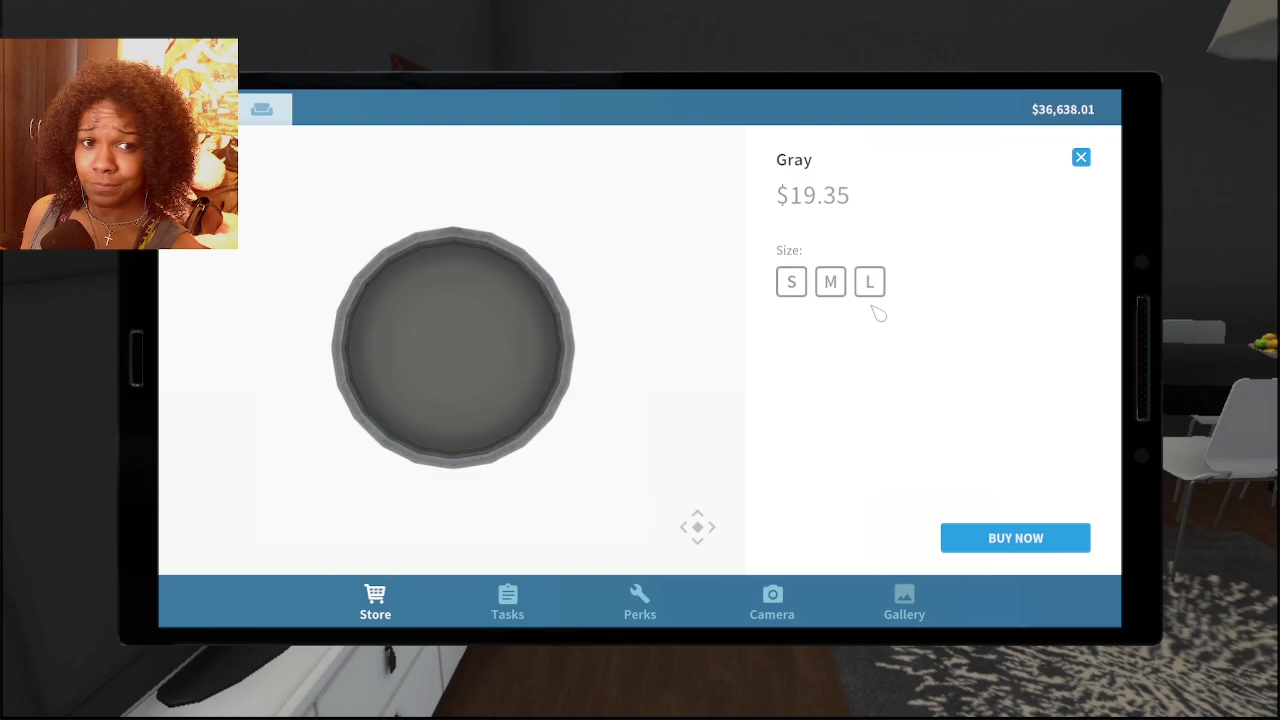 $36,638.01
Gray
$19.35
Size:
S M L
BUY NOW
Store Tasks Perks Camera Gallery